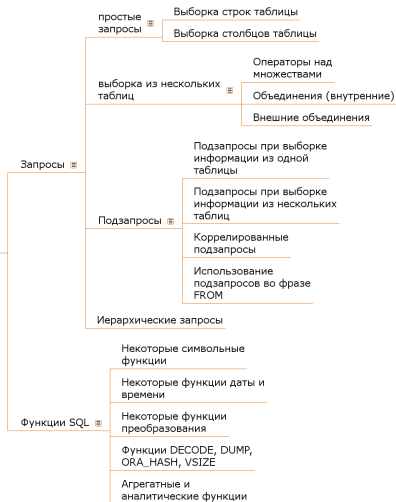 простые
запросы
Выборка строк таблицы
Выборка столбцов таблицы
выборка из нескольких
таблиц
Операторы над
множествами
Объединения (внутренние)
Внешние объединения
Запросы
Подзапросы
Подзапросы при выборке
информации из одной
таблицы
Подзапросы при выборке
информации из нескольких
таблиц
Коррелированные
подзапросы
Использование
подзапросов во фразе
FROM
Иерархические запросы
Функции SQL
Некоторые символьные
функции
Некоторые функции даты и
времени
Некоторые функции
преобразования
Функции DECODE, DUMP,
ORA_HASH, VSIZE
Агрегатные и
аналитические функции